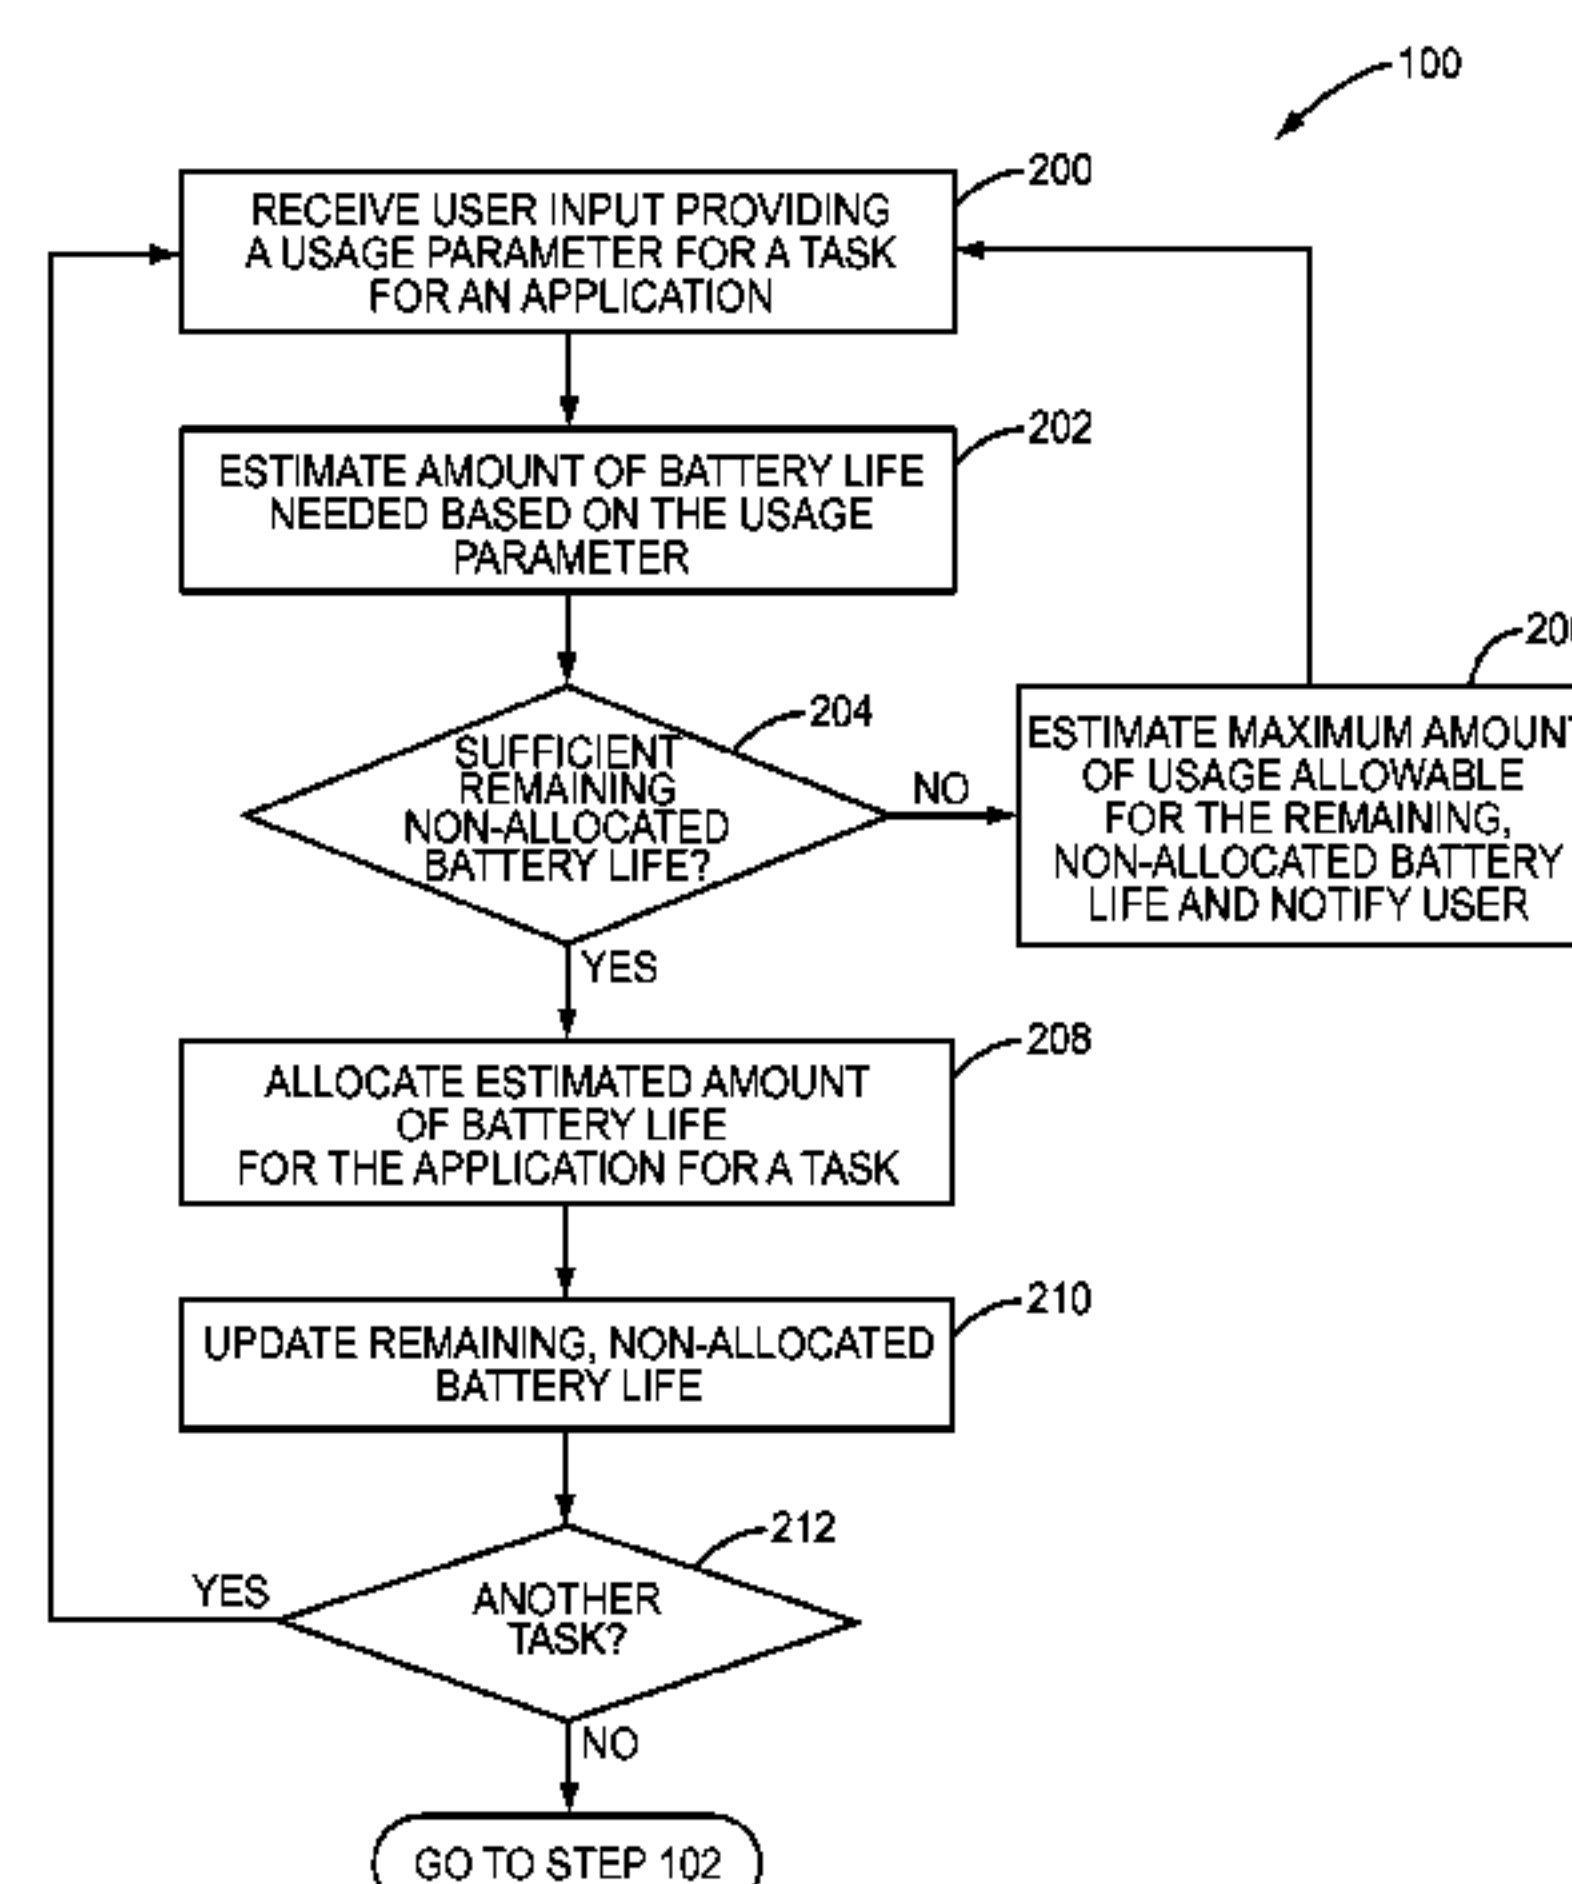 100
200
RECEIVE USER INPUT PROVIDING
A USAGE PARAMETER FOR A TASK
FOR AN APPLICATION
202
ESTIMATE AMOUNT OF BATTERY LIFE
NEEDED BASED ON THE USAGE
PARAMETER
204
SUFFICIENT
REMAINING
NON-ALLOCATED
BATTERY LIFE?
NO
ESTIMATE MAXIMUM AMOUNT
OF USAGE ALLOWABLE
FOR THE REMAINING,
NON-ALLOCATED BATTERY
LIFE AND NOTIFY USER
YES
208
ALLOCATE ESTIMATED AMOUNT
OF BATTERY LIFE
FOR THE APPLICATION FOR A TASK
210
UPDATE REMAINING, NON-ALLOCATED
BATTERY LIFE
212
ANOTHER
TASK?
YES
NO
GO TO STEP 102